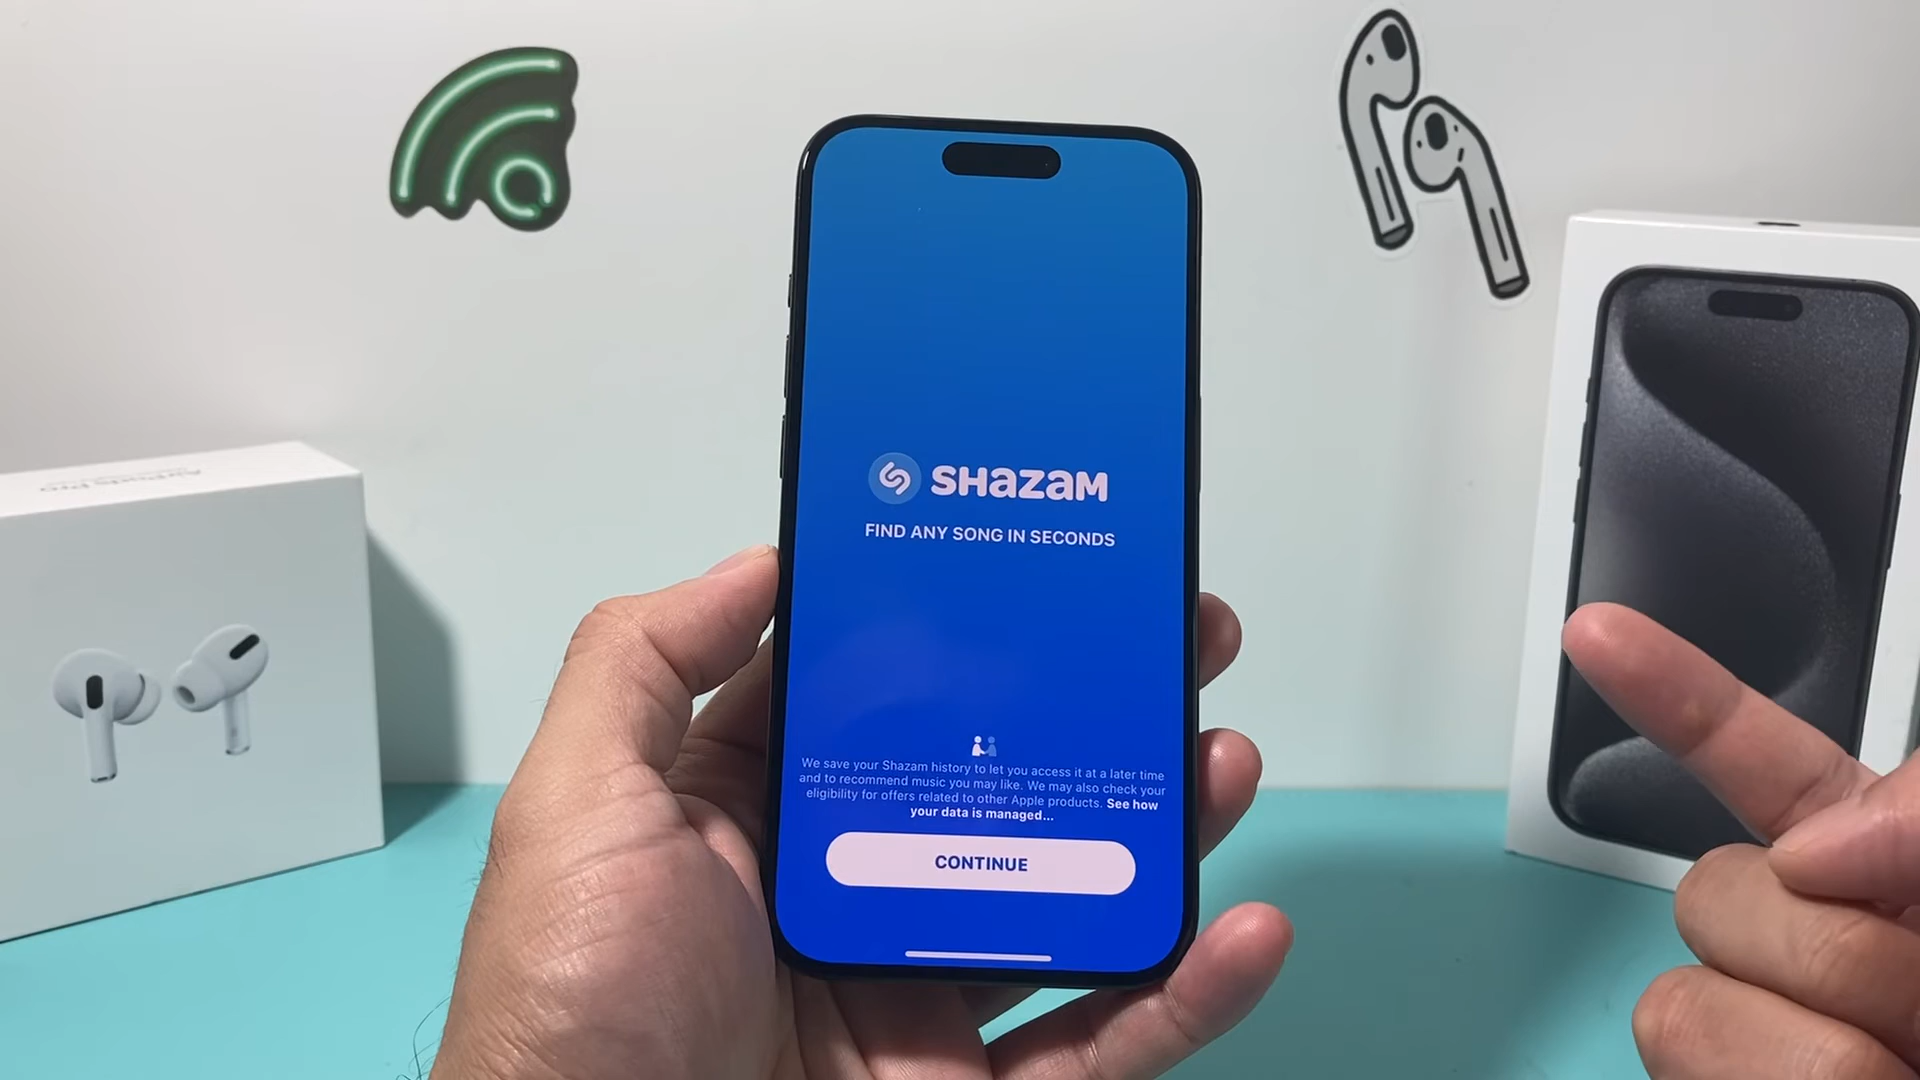 AirPods Pro
SHAZAM
FIND ANY SONG IN SECONDS
We save your Shazam history to let you access it at a later time
and to recommend music you may like. We may also check your
eligibility for offers related to other Apple products. See how
your data is managed...
CONTINUE